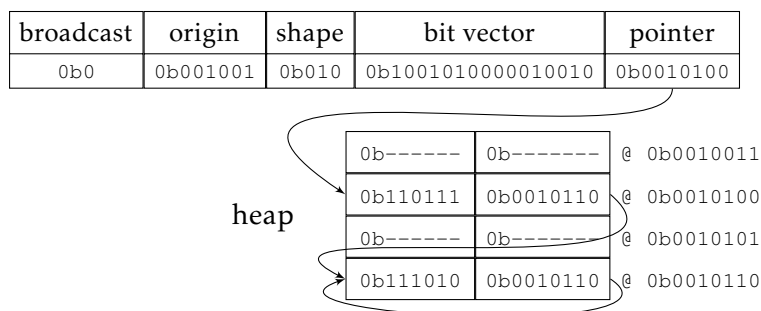 broadcast origin shape bit vector pointer
0b0 0b001001 0b010 0b1001010000010010 0b0010100
0b------ 0b------- @ 0b0010011
0b110111 0b0010110 @ 0b0010100
heap
0b------ 0b------- @ 0b0010101
0b111010 0b0010110 @ 0b0010110